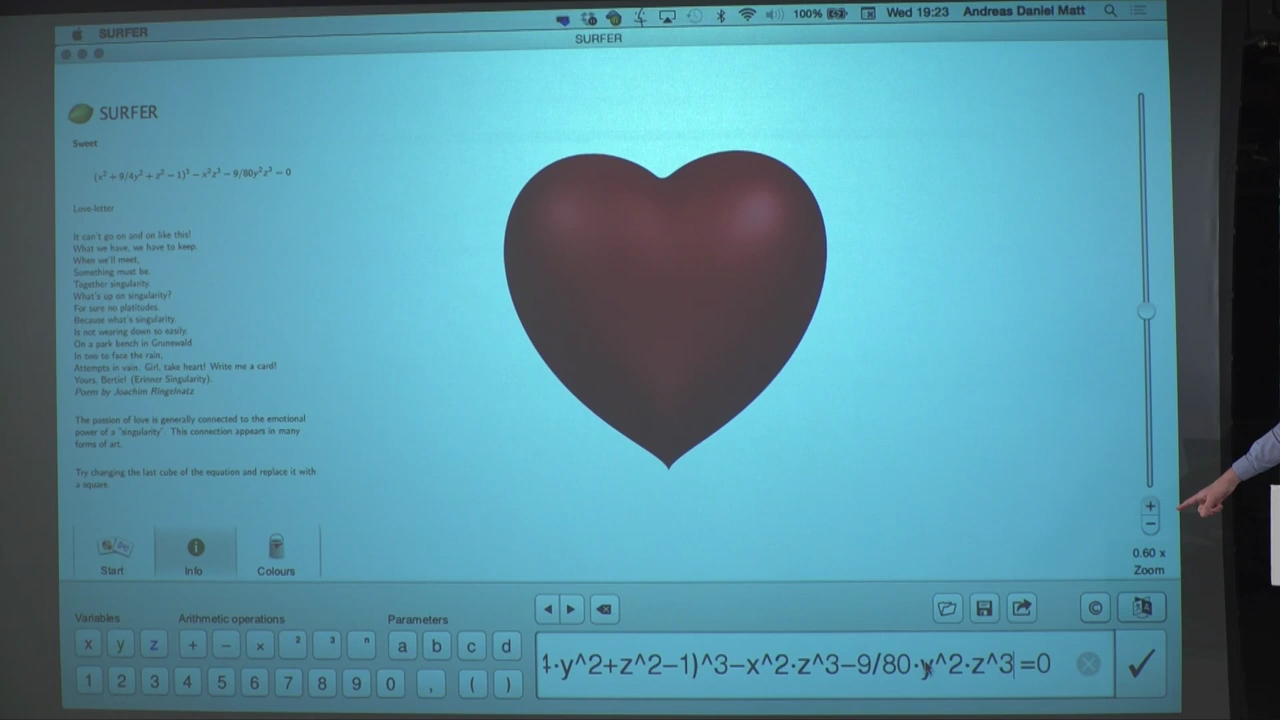 SURFER
100%
Wed 19:23
Andreas Daniel Matt
SURFER
SURFER
Sweet
(x² + 9/4y² + z² − 1)³ − x²z³ − 9/80y²z³ = 0
Love-letter
It can't go on and on like this!
What we have, we have to keep.
When we'll meet,
Something must be.
Together singularity.
What's up on singularity?
For sure no platitudes.
Because what's singularity.
Is not wearing down so easily.
On a park bench in Grunewald
In two to face the rain,
Attempts in vain. Girl, take heart! Write me a card!
Yours, Bertie! (Erinner Singularity).
Poem by Joachim Ringelnatz
The passion of love is generally connected to the emotional
power of a "singularity". This connection appears in many
forms of art.
Try changing the last cube of the equation and replace it with
a square.
Start
Info
Colours
+
−
0.60 x
Zoom
Variables
Arithmetic operations
Parameters
x y z + − × ² ³ ⁿ a b c d
1 2 3 4 5 6 7 8 9 0 , ( )
©
·y^2+z^2−1)^3−x^2·z^3−9/80·y^2·z^3 =0